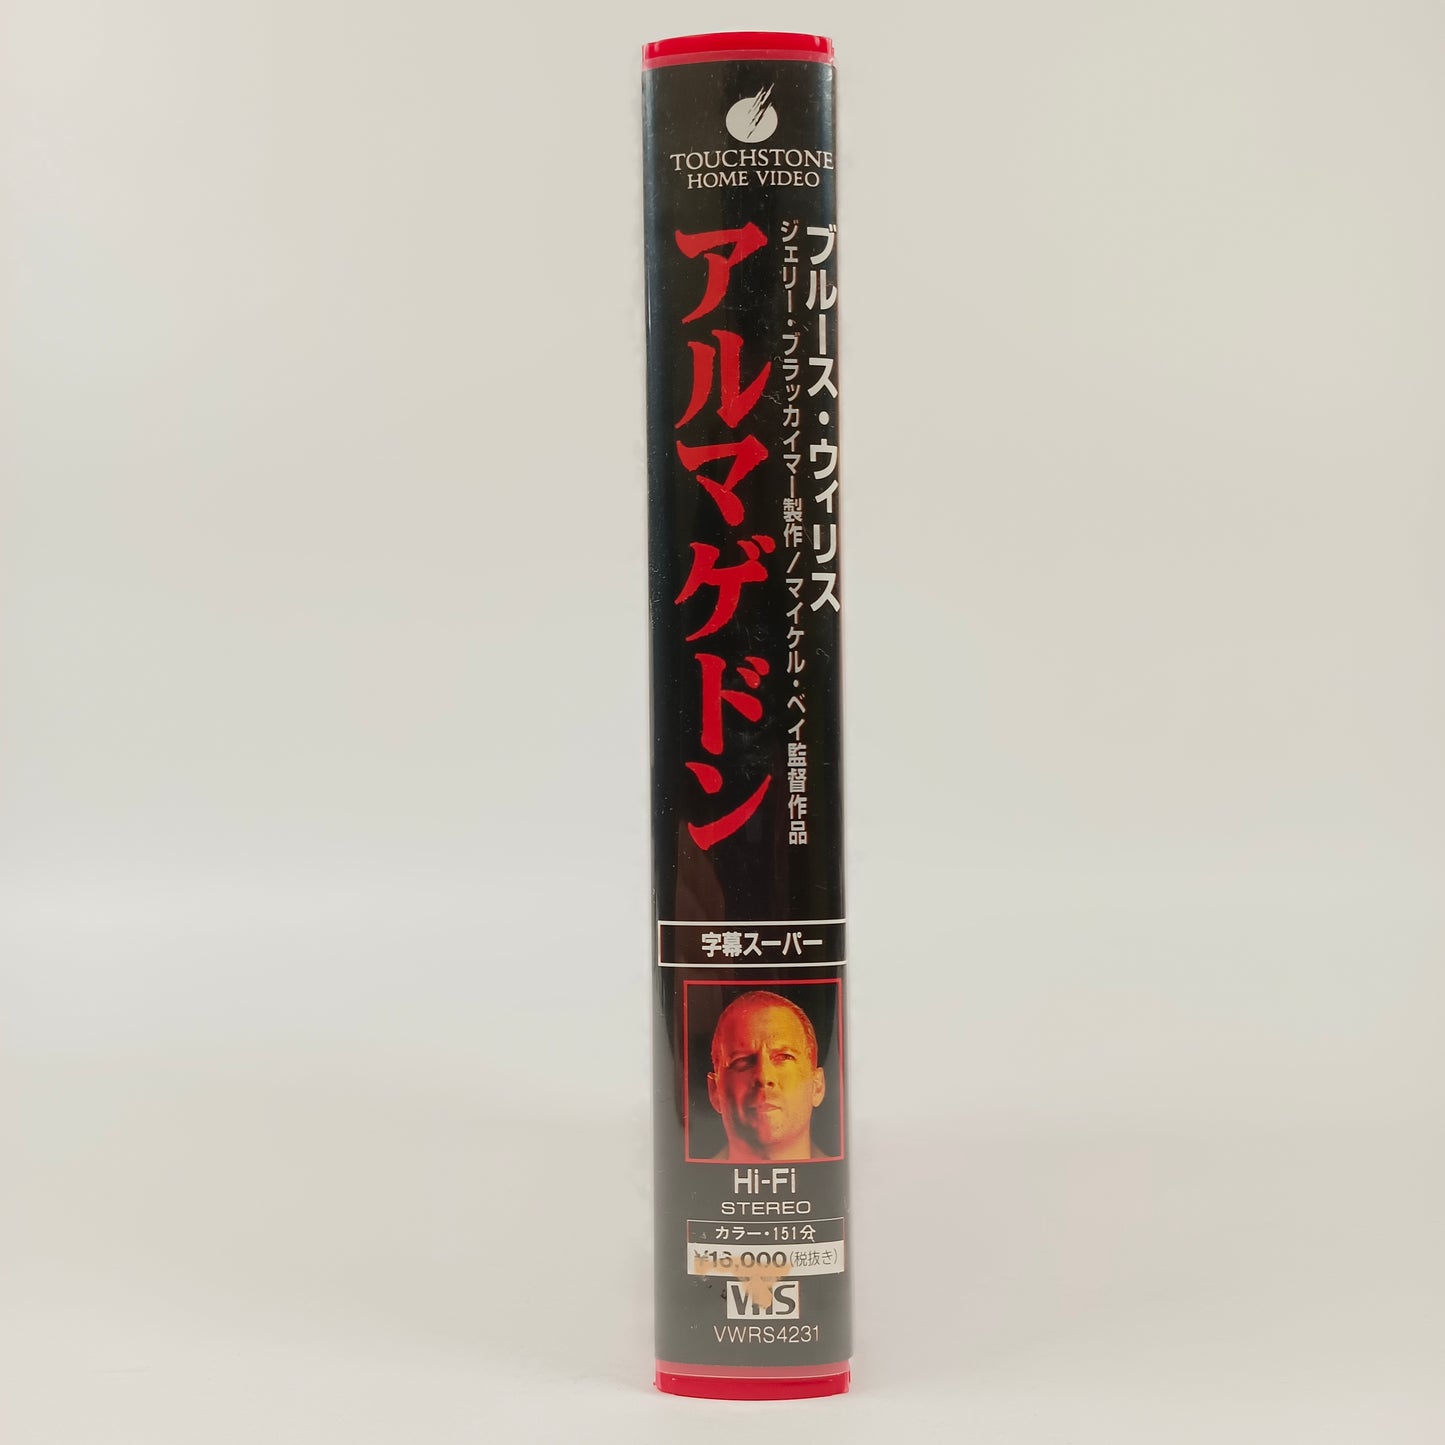 TOUCHSTONE
HOME VIDEO
ブルース・ウィリス
ジェリー・ブラッカイマー製作/マイケル・ベイ監督作品
アルマゲドン
字幕スーパー
Hi-Fi
STEREO
カラー・151分
¥16,000(税抜き)
VHS
VWRS4231